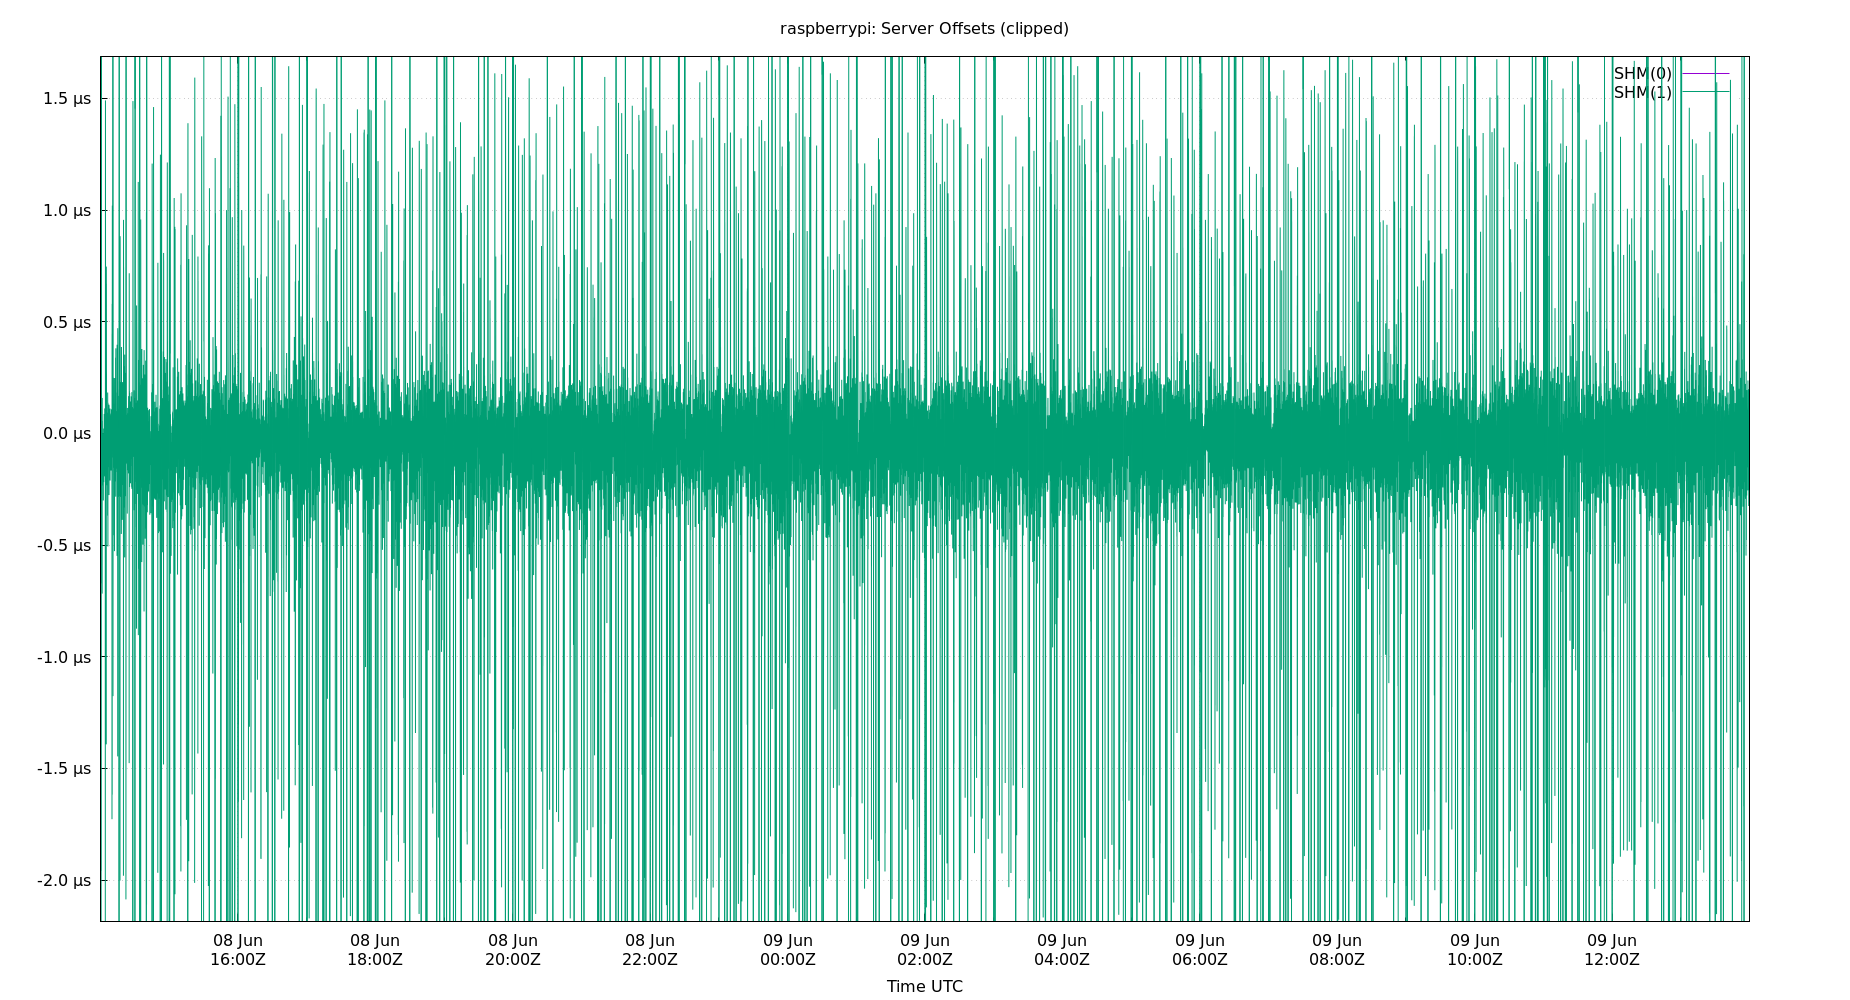 raspberrypi: Server Offsets (clipped)
SHM(0)
SHM(1)
1.5 µs
1.0 µs
0.5 µs
0.0 µs
-0.5 µs
-1.0 µs
-1.5 µs
-2.0 µs
08 Jun 08 Jun 08 Jun 08 Jun 09 Jun 09 Jun 09 Jun 09 Jun 09 Jun 09 Jun 09 Jun
16:00Z 18:00Z 20:00Z 22:00Z 00:00Z 02:00Z 04:00Z 06:00Z 08:00Z 10:00Z 12:00Z
Time UTC